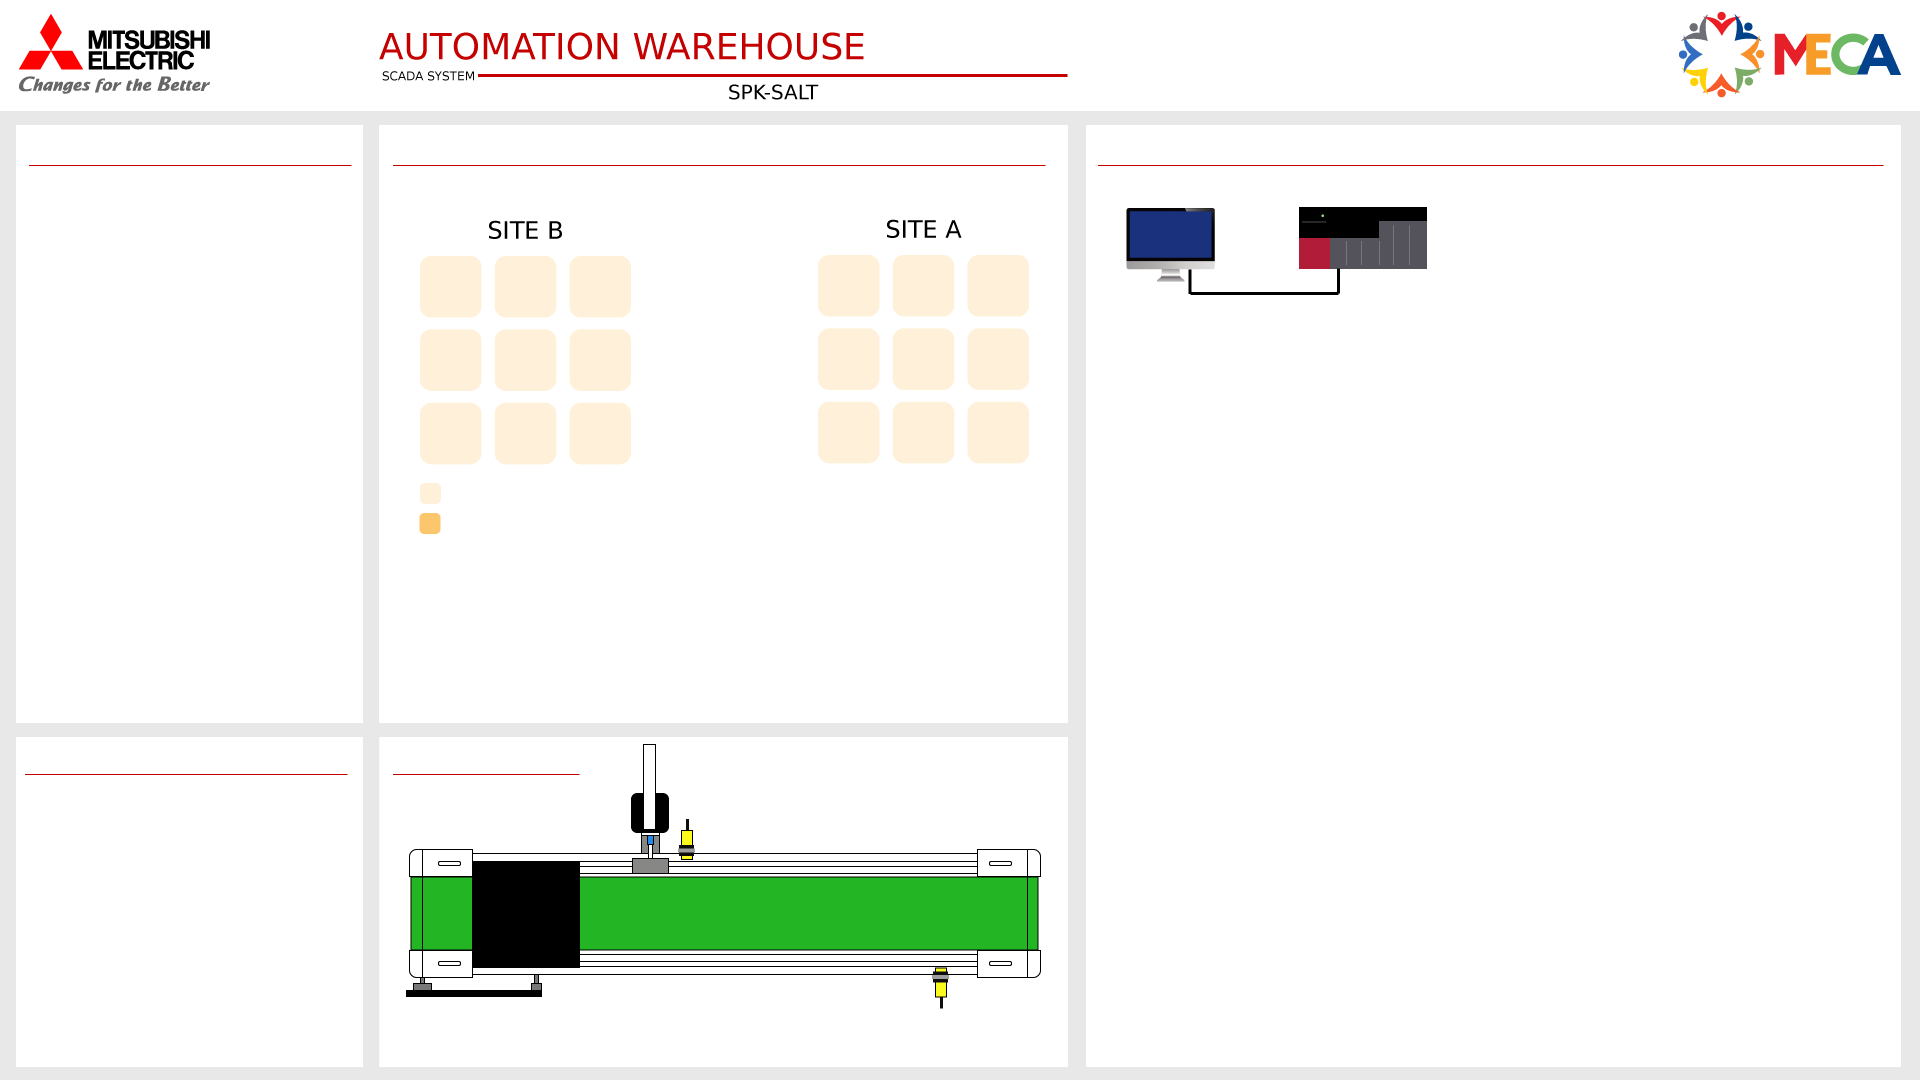 MITSUBISHI
ELECTRIC
Changes for the Better
AUTOMATION WAREHOUSE
SCADA SYSTEM
SPK-SALT
MECA
SITE B
SITE A